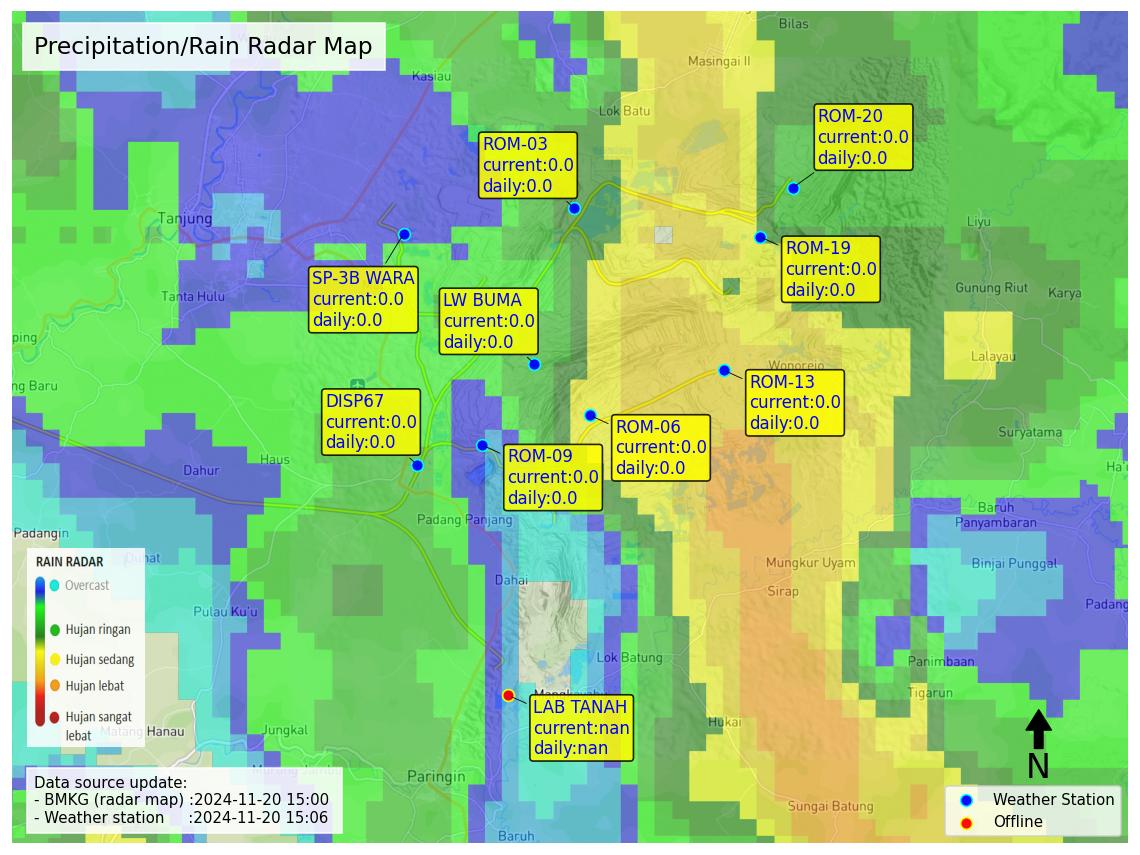 Precipitation/Rain Radar Map
Bilas
Masingai II
Kasiau
Lok Batu
ROM-20
current:0.0
daily:0.0
ROM-03
current:0.0
daily:0.0
Tanjung
Liyu
ROM-19
current:0.0
daily:0.0
SP-3B WARA
current:0.0
daily:0.0
Tanta Hulu
LW BUMA
current:0.0
daily:0.0
Gunung Riut
Karya
ping
Lalayau
Wonorejo
ng Baru
ROM-13
current:0.0
daily:0.0
DISP67
current:0.0
daily:0.0
ROM-06
current:0.0
daily:0.0
Suryatama
Haus
Dahur
ROM-09
current:0.0
daily:0.0
Ha'u
Baruh
Panyambaran
Padang Panjang
Padangin
Mungkur Uyam
Binjai Punggal
RAIN RADAR
Overcast
Hujan ringan
Hujan sedang
Hujan lebat
Hujan sangat
lebat
Dahai
Sirap
Padang
Pulau Ku'u
Lok Batung
Panimbaan
Tigarun
LAB TANAH
current:nan
daily:nan
Hukai
Matang Hanau
Jungkal
N
Paringin
Data source update:
- BMKG (radar map) :2024-11-20 15:00
- Weather station :2024-11-20 15:06
Weather Station
Offline
Sungai Batung
Baruh